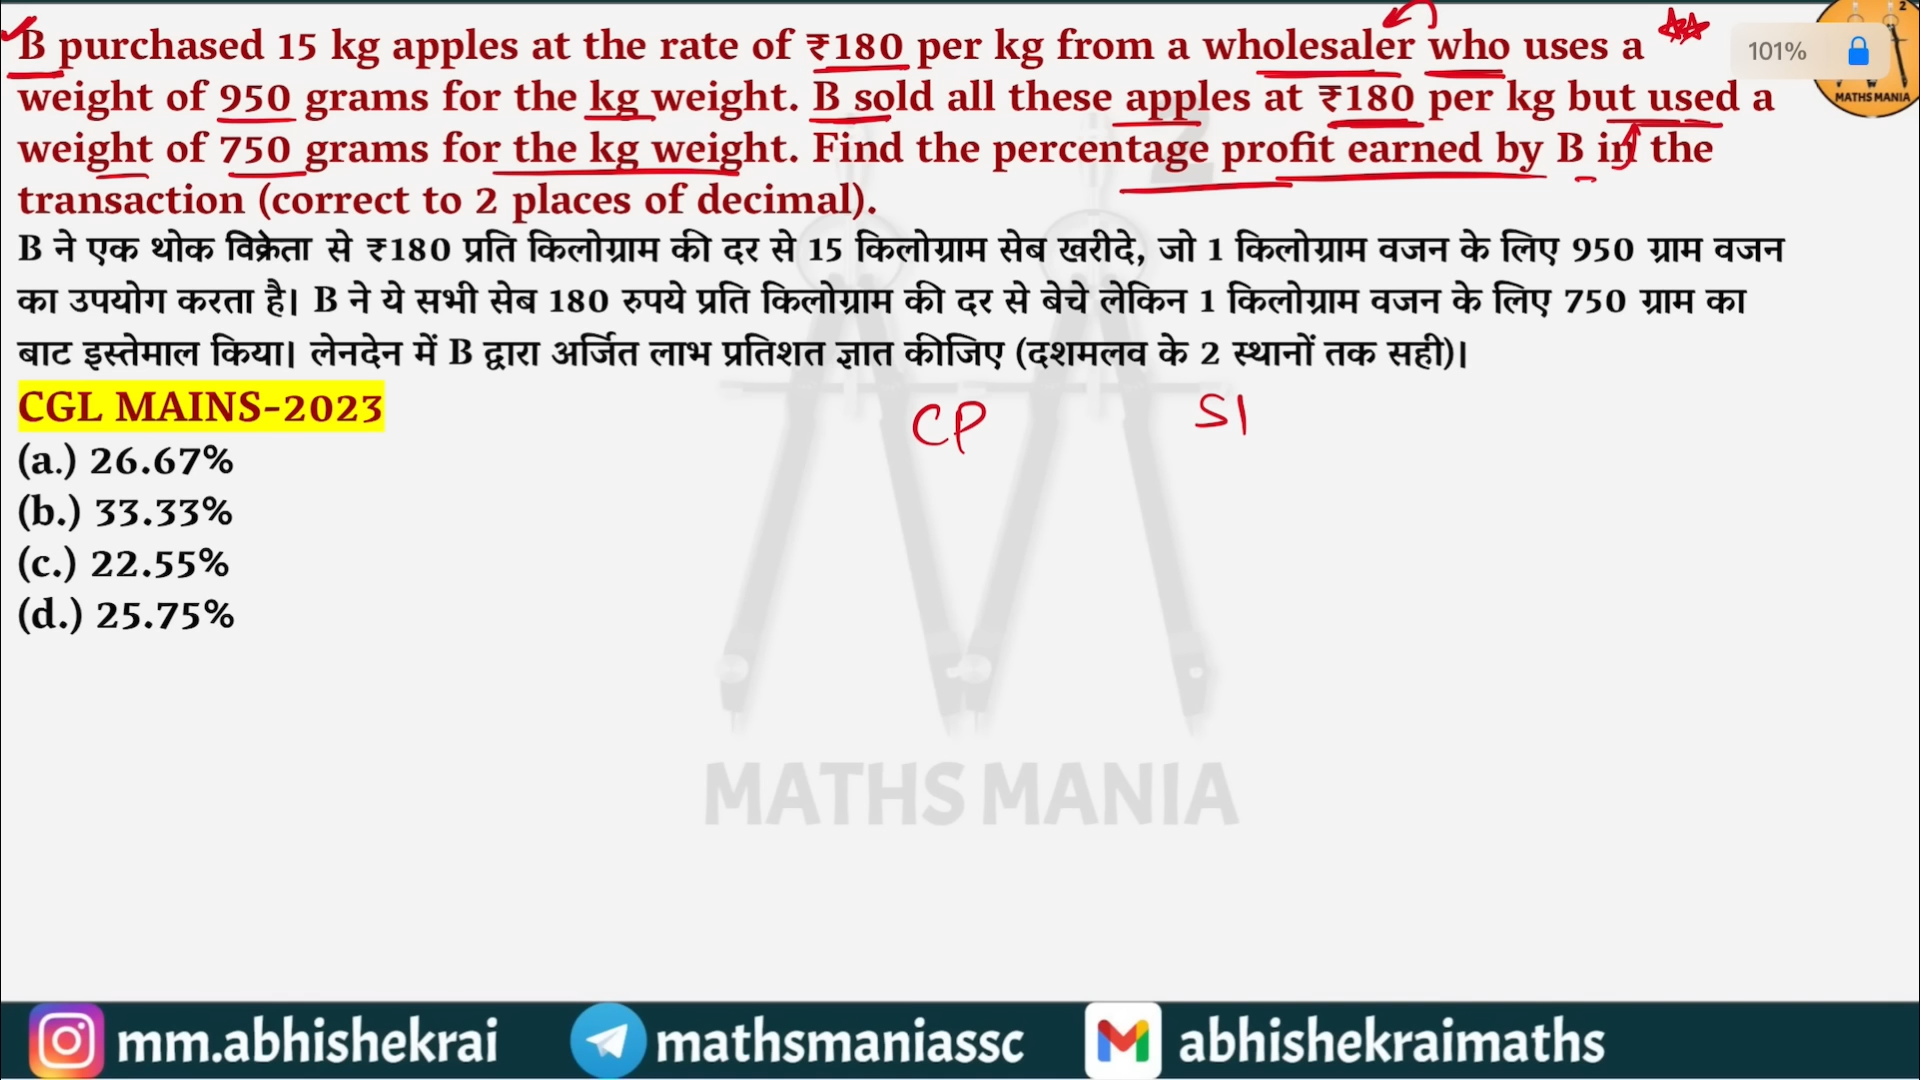 B purchased 15 kg apples at the rate of ₹180 per kg from a wholesaler who uses a
101%
weight of 950 grams for the kg weight. B sold all these apples at ₹180 per kg but used a
MATHS MANIA
weight of 750 grams for the kg weight. Find the percentage profit earned by B in the
transaction (correct to 2 places of decimal).
B ने एक थोक विक्रेता से ₹180 प्रति किलोग्राम की दर से 15 किलोग्राम सेब खरीदे, जो 1 किलोग्राम वजन के लिए 950 ग्राम वजन
का उपयोग करता है। B ने ये सभी सेब 180 रुपये प्रति किलोग्राम की दर से बेचे लेकिन 1 किलोग्राम वजन के लिए 750 ग्राम का
बाट इस्तेमाल किया। लेनदेन में B द्वारा अर्जित लाभ प्रतिशत ज्ञात कीजिए (दशमलव के 2 स्थानों तक सही)।
CGL MAINS-2023
CP SI
(a.) 26.67%
(b.) 33.33%
(c.) 22.55%
(d.) 25.75%
MATHS MANIA
mm.abhishekrai mathsmaniassc abhishekraimaths